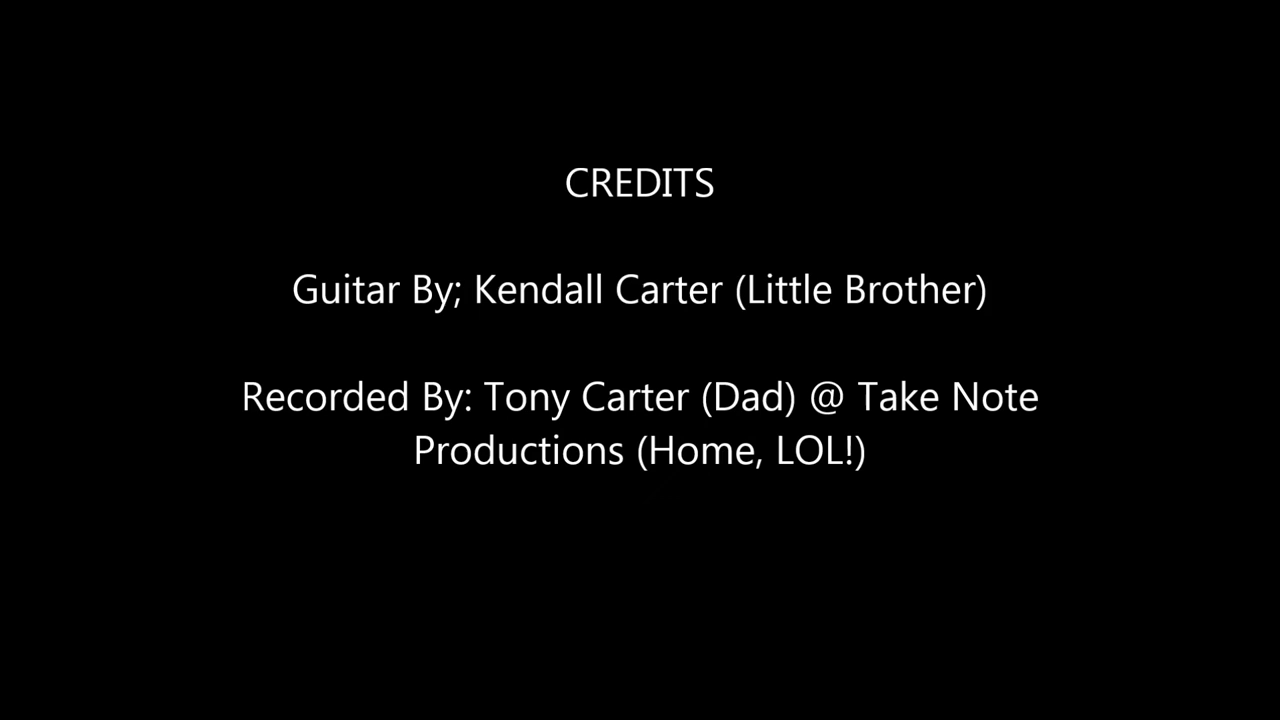 CREDITS
Guitar By; Kendall Carter (Little Brother)
Recorded By: Tony Carter (Dad) @ Take Note
Productions (Home, LOL!)